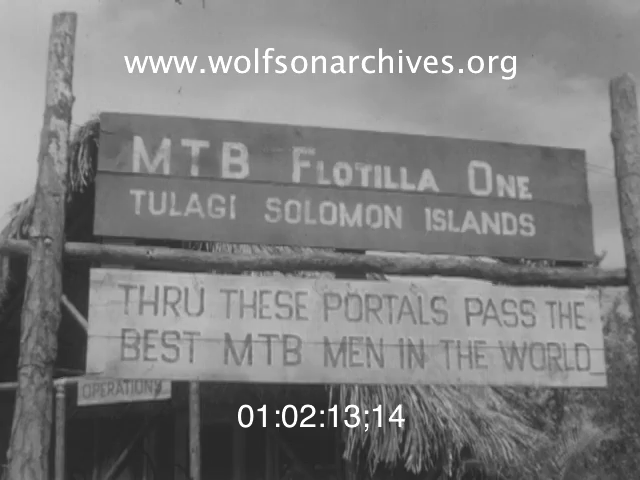 www.wolfsonarchives.org
MTB FLOTILLA ONE
TULAGI SOLOMON ISLANDS
THRU THESE PORTALS PASS THE
BEST MTB MEN IN THE WORLD
OPERATIONS
01:02:13;14